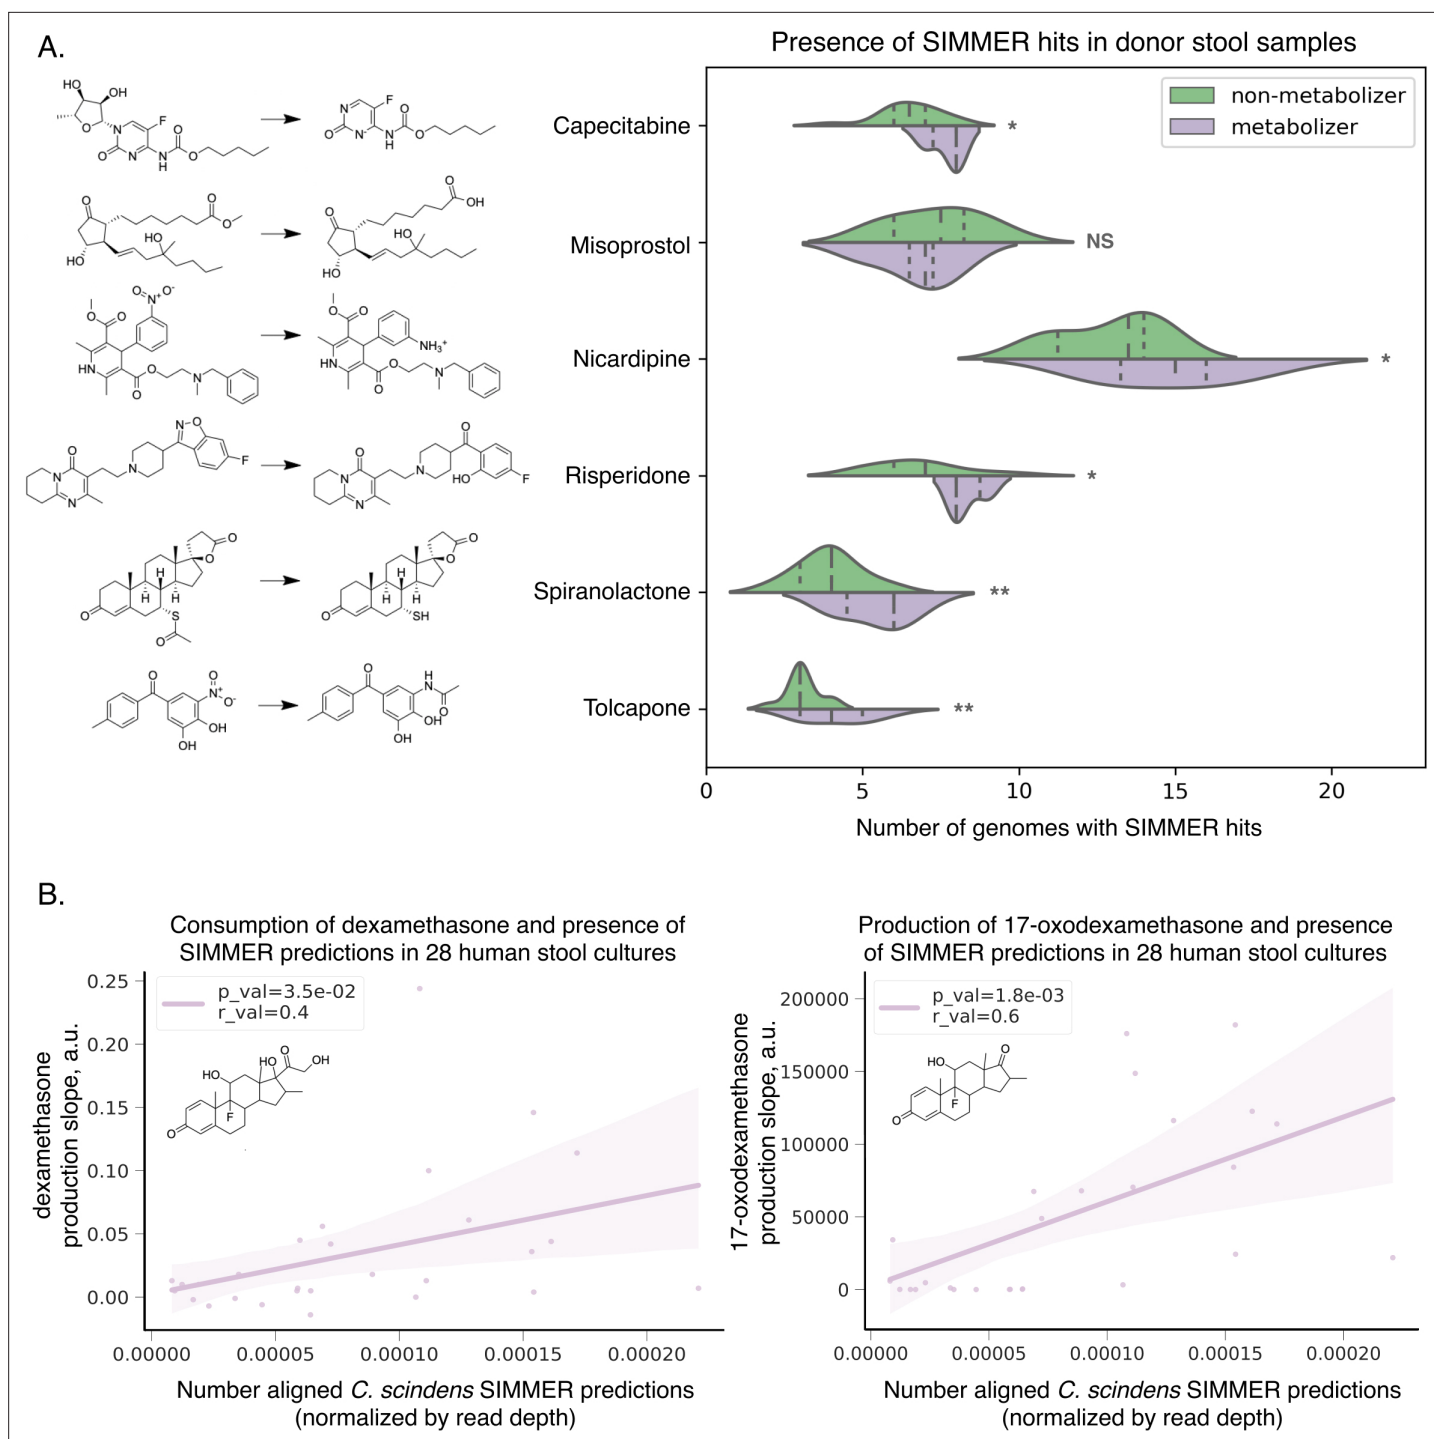 A.
Presence of SIMMER hits in donor stool samples
non-metabolizer
metabolizer
Capecitabine
*
Misoprostol
NS
Nicardipine
*
Risperidone
*
Spiranolactone
**
Tolcapone
**
0 5 10 15 20
Number of genomes with SIMMER hits
B.
Consumption of dexamethasone and presence of
SIMMER predictions in 28 human stool cultures
p_val=3.5e-02
r_val=0.4
dexamethasone
production slope, a.u.
0.25
0.20
0.15
0.10
0.05
0.00
HO
HO
O
OH
F
O
0.00000 0.00005 0.00010 0.00015 0.00020
Number aligned C. scindens SIMMER predictions
(normalized by read depth)
Production of 17-oxodexamethasone and presence
of SIMMER predictions in 28 human stool cultures
p_val=1.8e-03
r_val=0.6
17-oxodexamethasone
production slope, a.u.
200000
150000
100000
50000
0
HO
O
F
O
0.00000 0.00005 0.00010 0.00015 0.00020
Number aligned C. scindens SIMMER predictions
(normalized by read depth)